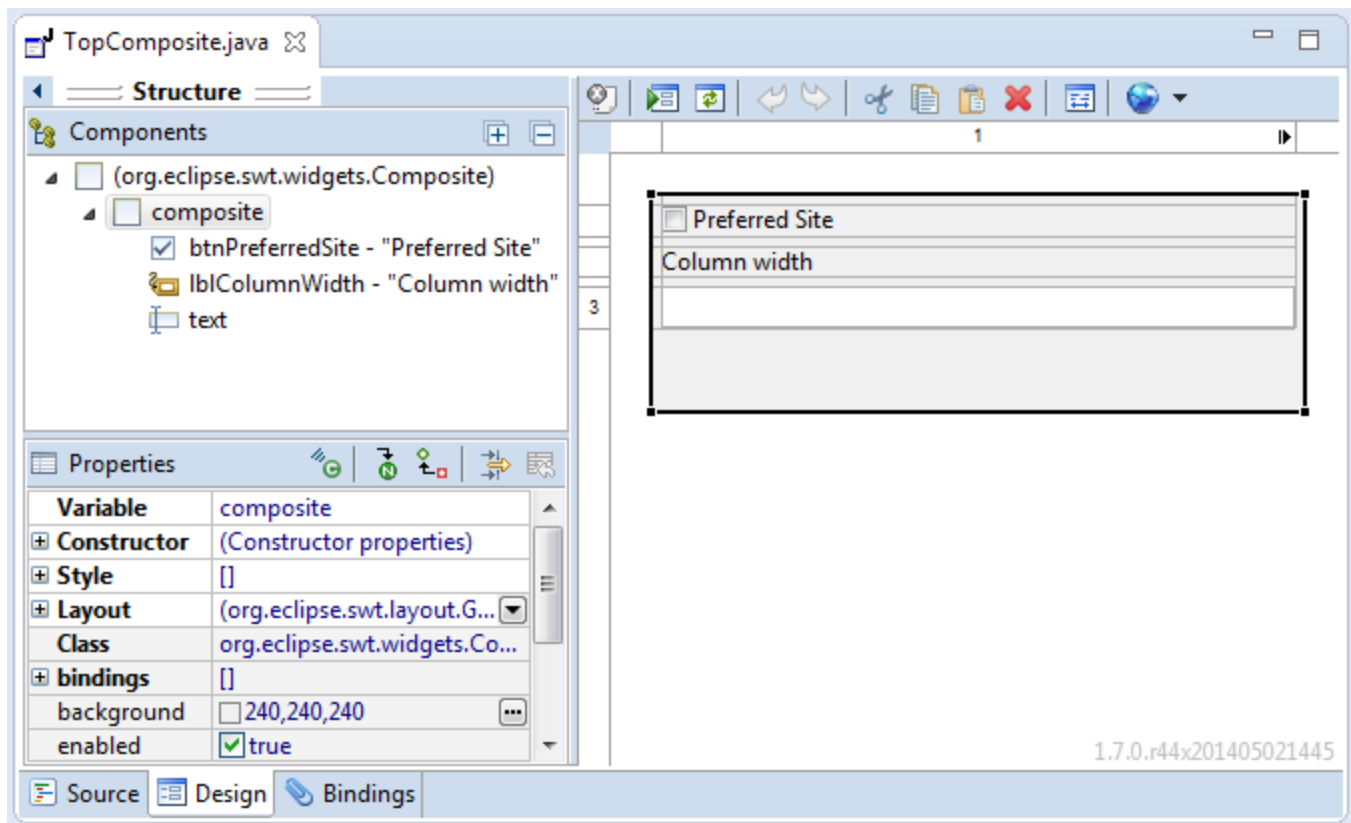 TopComposite.java
Structure
Components
(org.eclipse.swt.widgets.Composite)
composite
btnPreferredSite - "Preferred Site"
lblColumnWidth - "Column width"
text
Properties
Variable composite
Constructor (Constructor properties)
Style []
Layout (org.eclipse.swt.layout.G...
Class org.eclipse.swt.widgets.Co...
bindings []
background 240,240,240
enabled true
Source Design Bindings
1
3
Preferred Site
Column width
1.7.0.r44x201405021445